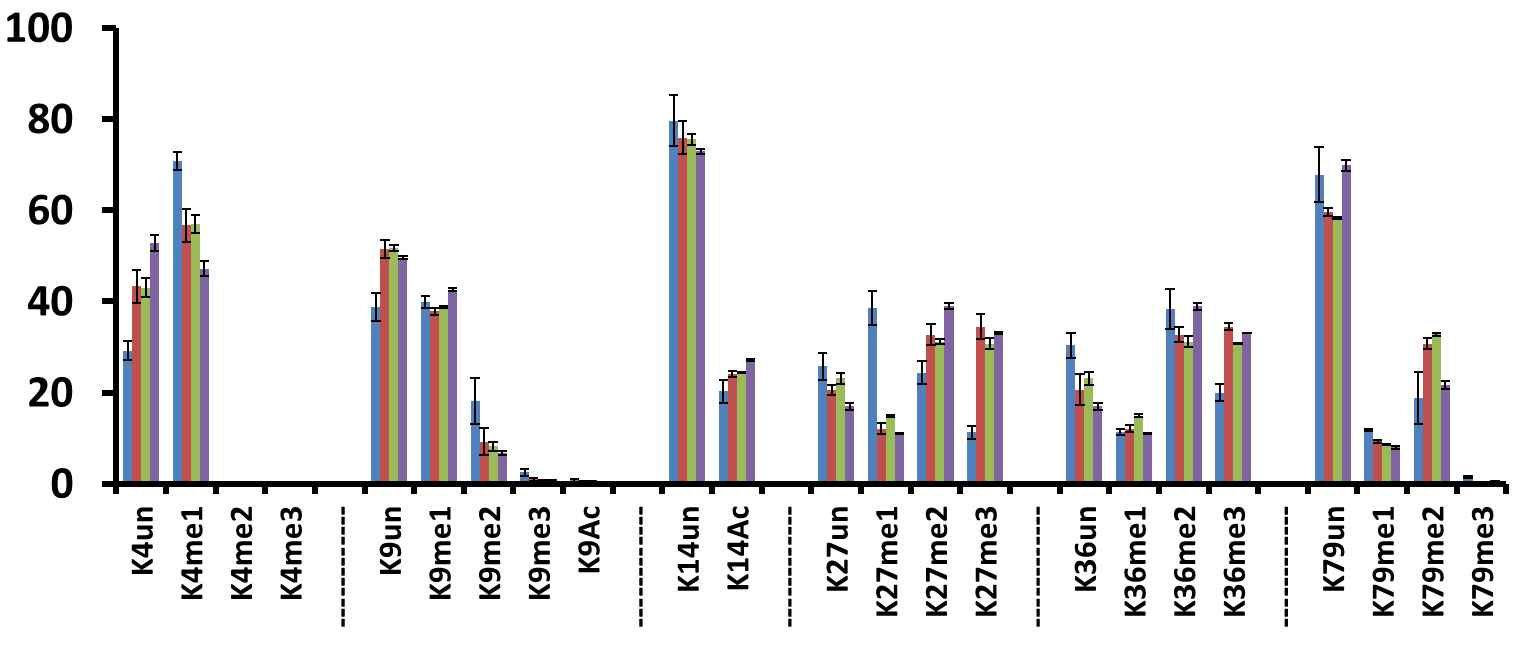 100
80
60
40
20
0
K4un
K4me1
K4me2
K4me3
K9un
K9me1
K9me2
K9me3
K9Ac
K14un
K14Ac
K27un
K27me1
K27me2
K27me3
K36un
K36me1
K36me2
K36me3
K79un
K79me1
K79me2
K79me3